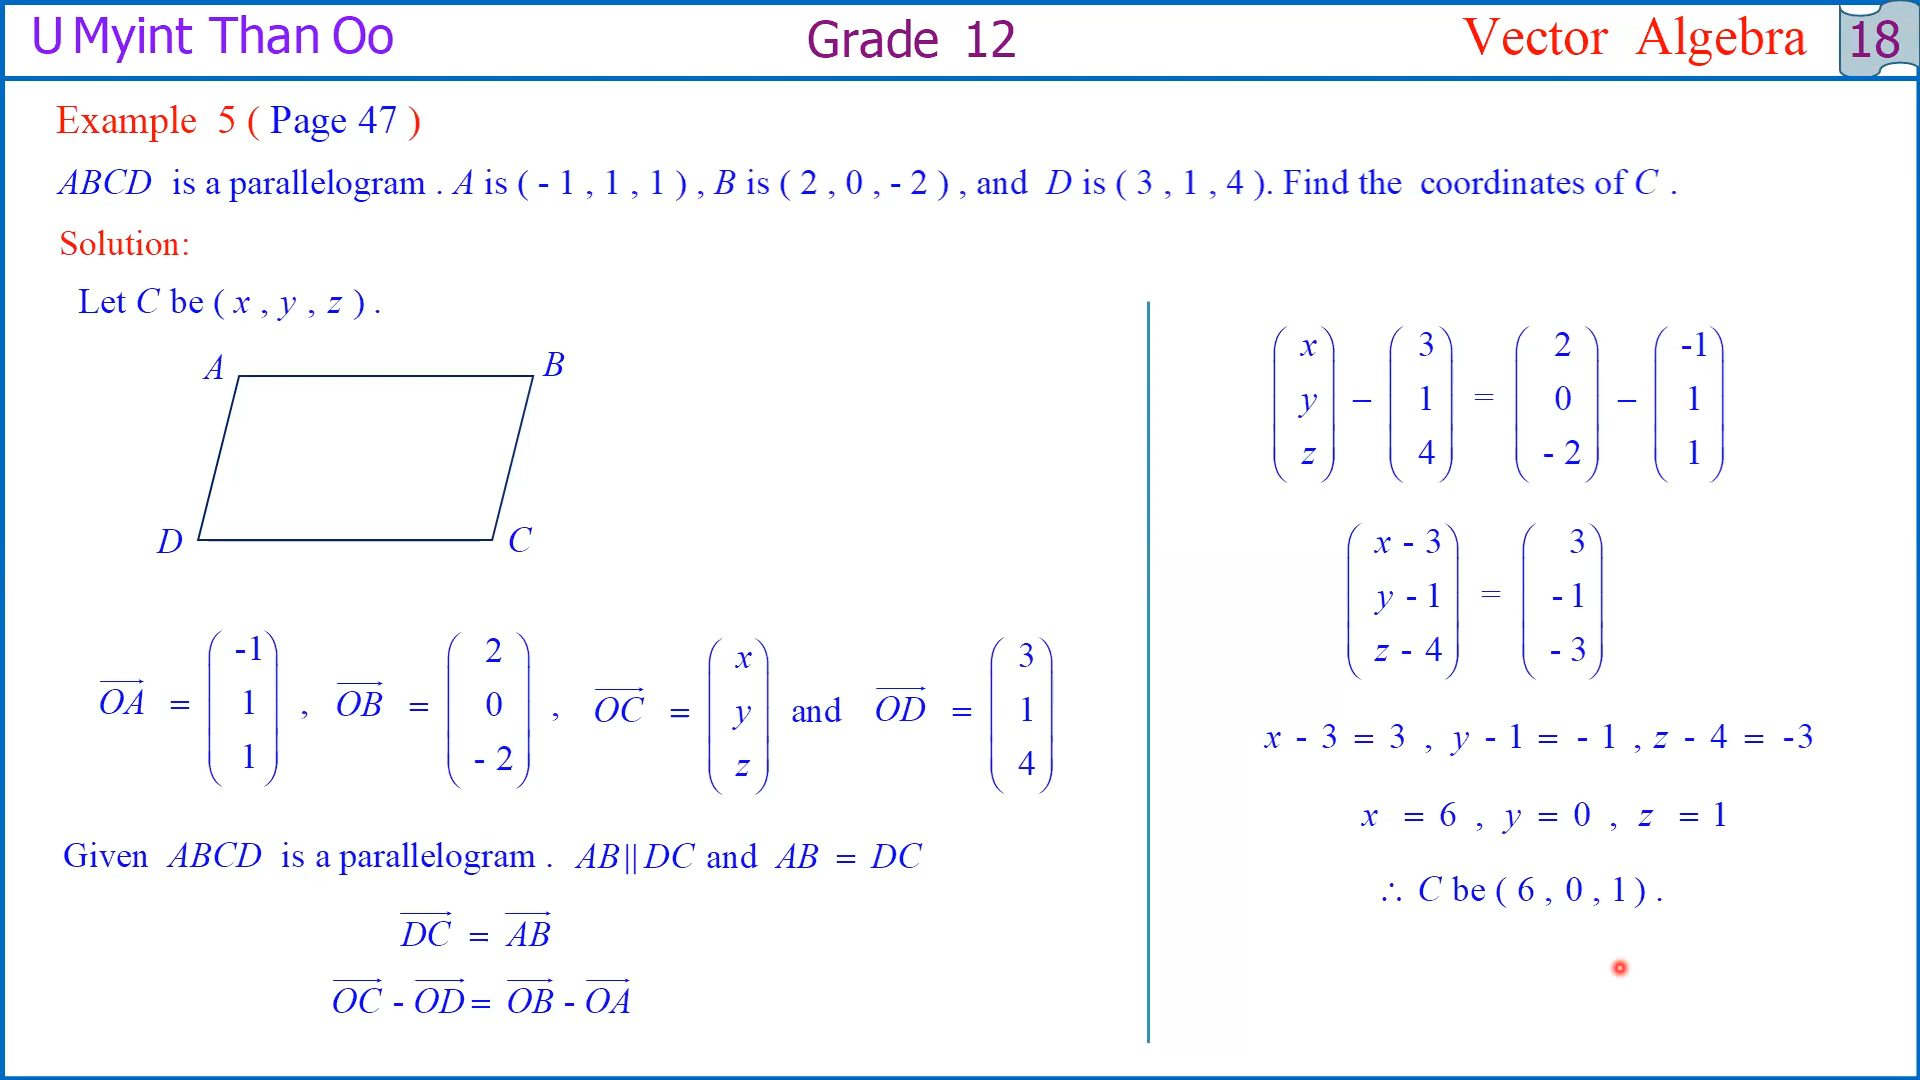 U Myint Than Oo
Grade 12
Vector Algebra
18
Example 5 ( Page 47 )
ABCD is a parallelogram . A is ( - 1 , 1 , 1 ) , B is ( 2 , 0 , - 2 ) , and D is ( 3 , 1 , 4 ). Find the coordinates of C .
Solution:
Let C be ( x , y , z ) .
A
B
D
C
OA = ( -1 1 1 ) , OB = ( 2 0 - 2 ) , OC = ( x y z ) and OD = ( 3 1 4 )
Given ABCD is a parallelogram . AB || DC and AB = DC
DC = AB
OC - OD = OB - OA
( x y z ) – ( 3 1 4 ) = ( 2 0 - 2 ) – ( -1 1 1 )
( x - 3 y - 1 z - 4 ) = ( 3 - 1 - 3 )
x - 3 = 3 , y - 1 = - 1 , z - 4 = -3
x = 6 , y = 0 , z = 1
∴ C be ( 6 , 0 , 1 ) .